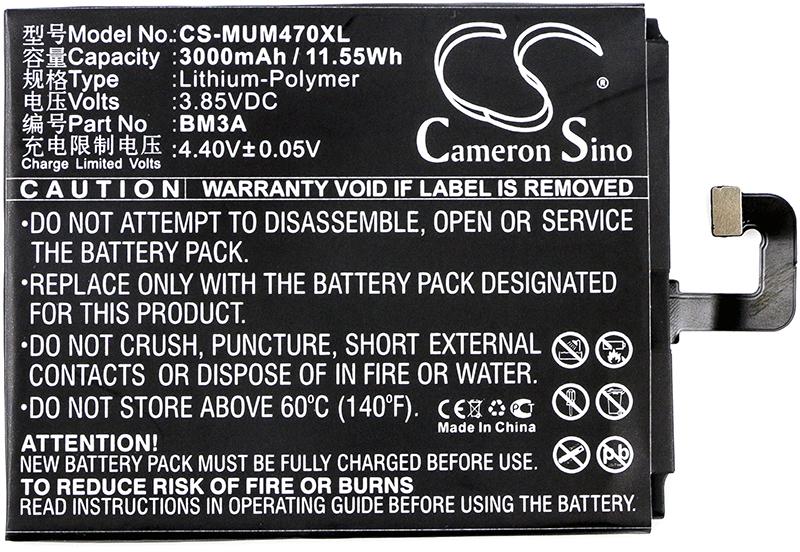 型号Model No.: CS-MUM470XL
容量Capacity: 3000mAh / 11.55Wh
规格Type: Lithium-Polymer
电压Volts: 3.85VDC
编号Part No: BM3A
充电限制电压: 4.40V±0.05V
Charge Limited Volts
®
Cameron Sino
CAUTION WARRANTY VOID IF LABEL IS REMOVED
•DO NOT ATTEMPT TO DISASSEMBLE, OPEN OR SERVICE
THE BATTERY PACK.
•REPLACE ONLY WITH THE BATTERY PACK DESIGNATED
FOR THIS PRODUCT.
•DO NOT CRUSH, PUNCTURE, SHORT EXTERNAL
CONTACTS OR DISPOSE OF IN FIRE OR WATER.
•DO NOT STORE ABOVE 60°C (140°F).
CE
Made In China
ATTENTION!
NEW BATTERY PACK MUST BE FULLY CHARGED BEFORE USE.
TO REDUCE RISK OF FIRE OR BURNS.
READ INSTRUCTIONS SUPPLIED WITH YOUR EQUIPMENT BEFORE USE.
pb